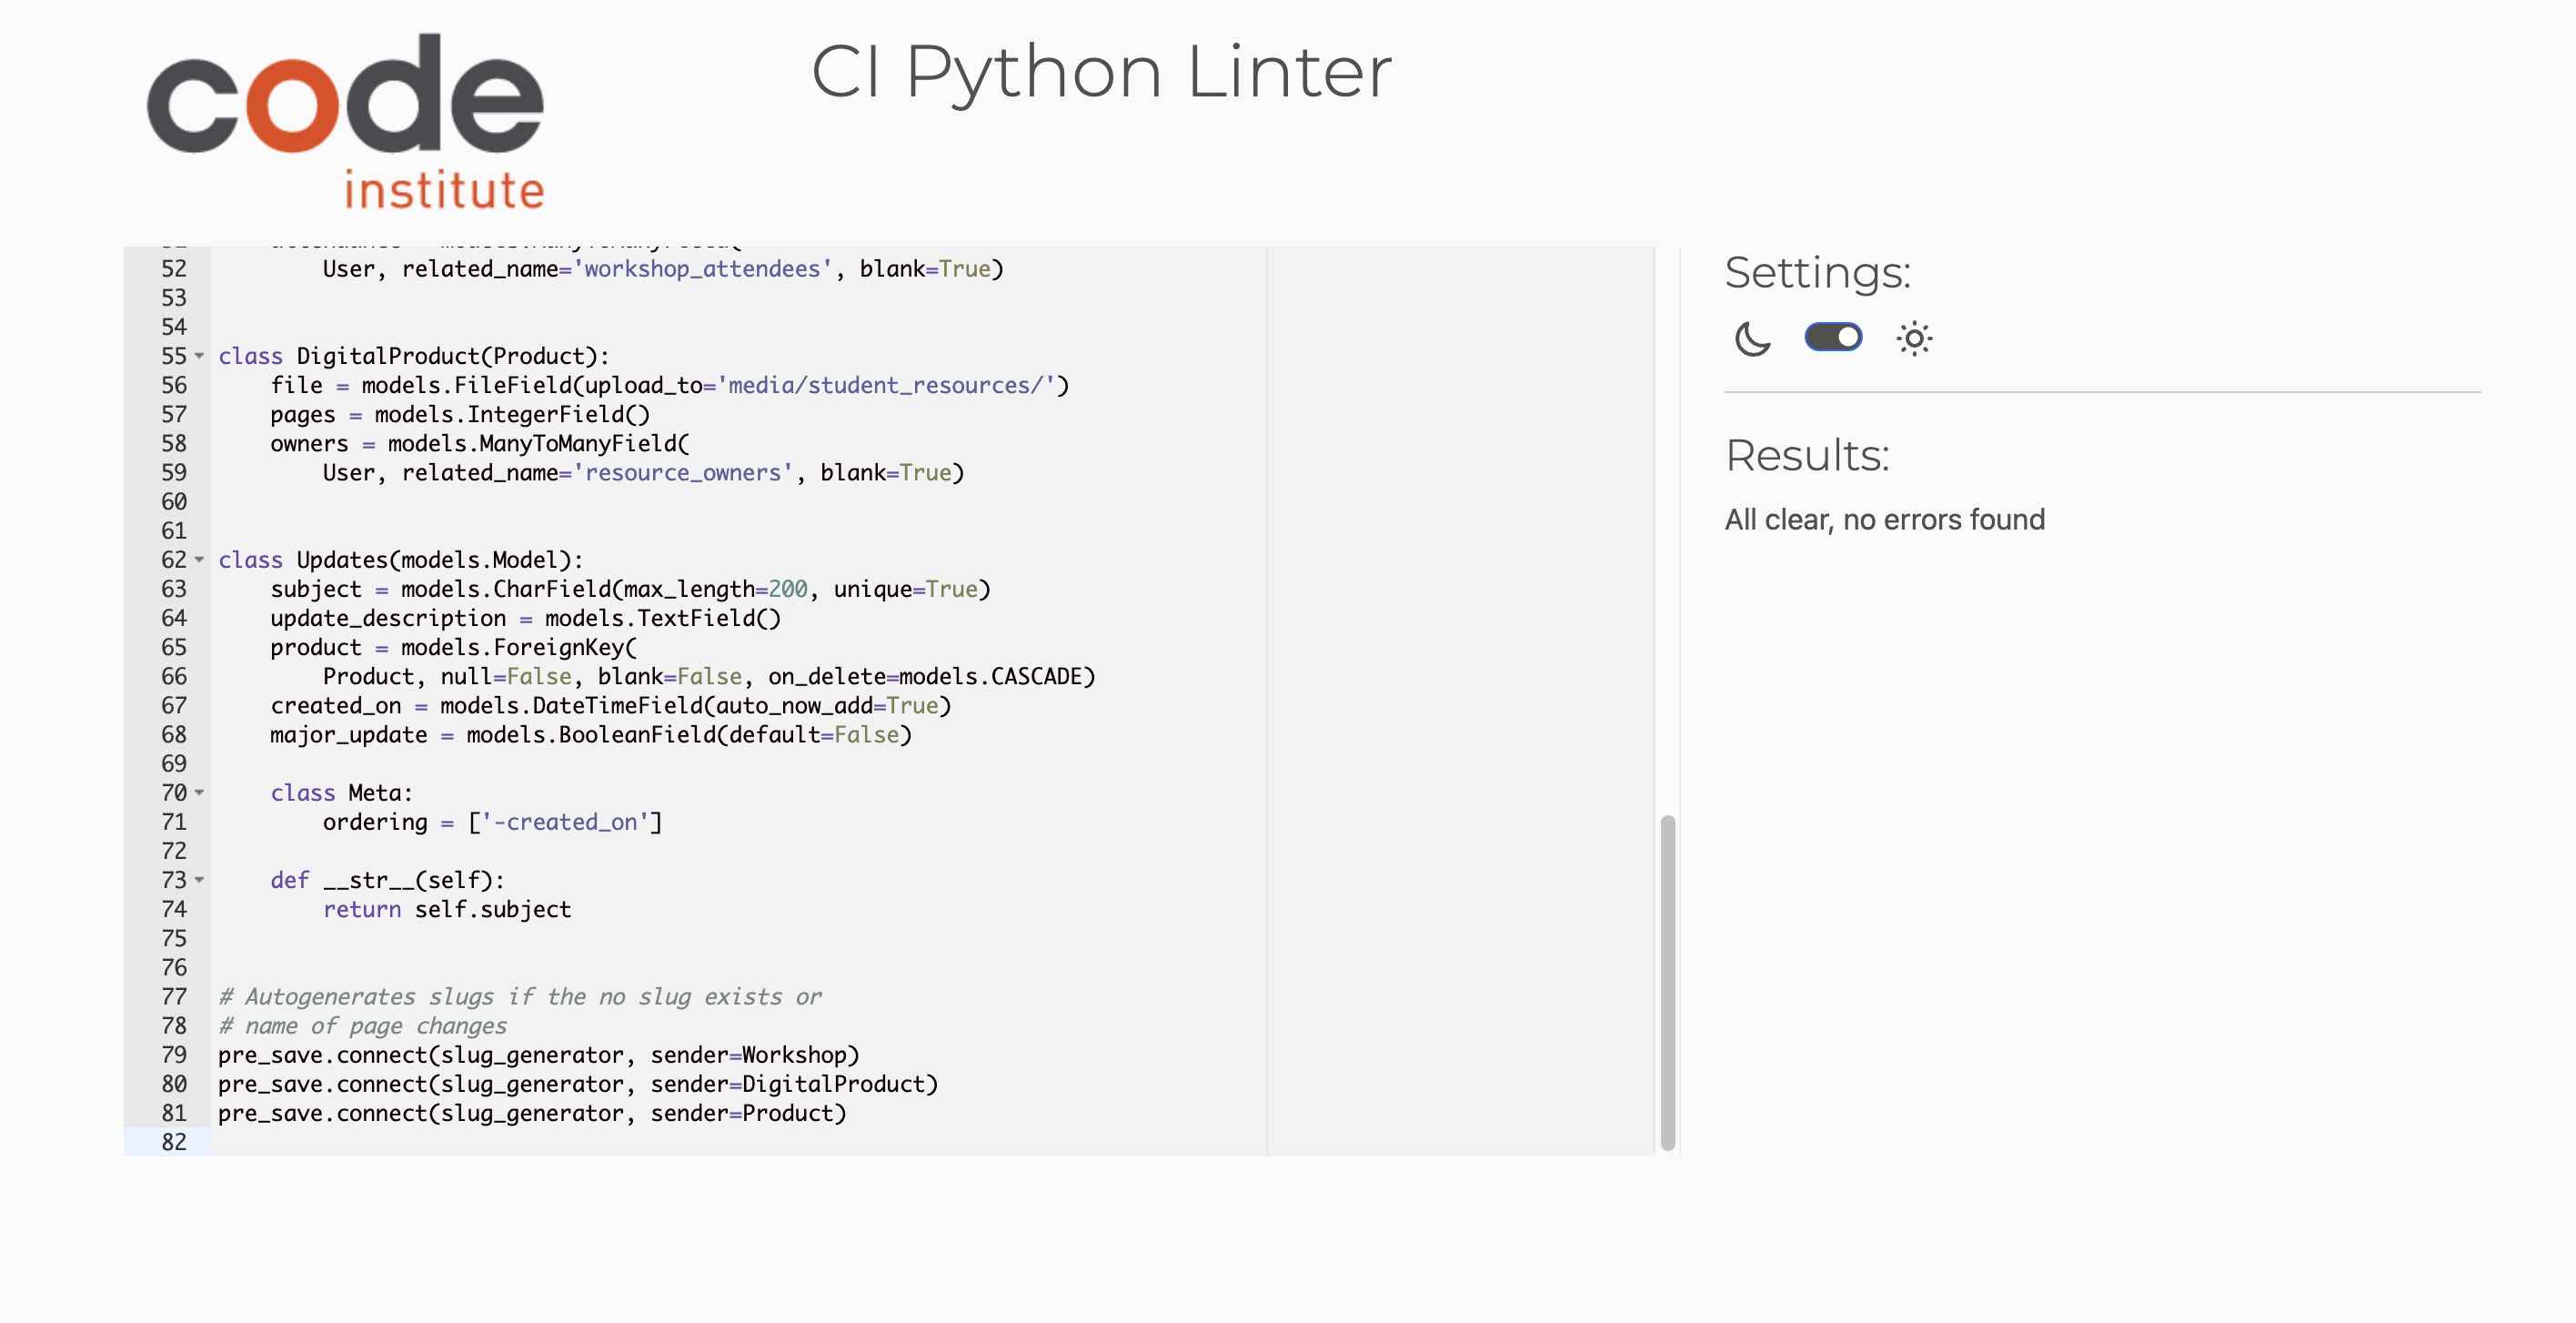 code
institute
CI Python Linter
52 User, related_name='workshop_attendees', blank=True)
53
54
55 class DigitalProduct(Product):
56 file = models.FileField(upload_to='media/student_resources/')
57 pages = models.IntegerField()
58 owners = models.ManyToManyField(
59 User, related_name='resource_owners', blank=True)
60
61
62 class Updates(models.Model):
63 subject = models.CharField(max_length=200, unique=True)
64 update_description = models.TextField()
65 product = models.ForeignKey(
66 Product, null=False, blank=False, on_delete=models.CASCADE)
67 created_on = models.DateTimeField(auto_now_add=True)
68 major_update = models.BooleanField(default=False)
69
70 class Meta:
71 ordering = ['-created_on']
72
73 def __str__(self):
74 return self.subject
75
76
77 # Autogenerates slugs if the no slug exists or
78 # name of page changes
79 pre_save.connect(slug_generator, sender=Workshop)
80 pre_save.connect(slug_generator, sender=DigitalProduct)
81 pre_save.connect(slug_generator, sender=Product)
82
Settings:
Results:
All clear, no errors found